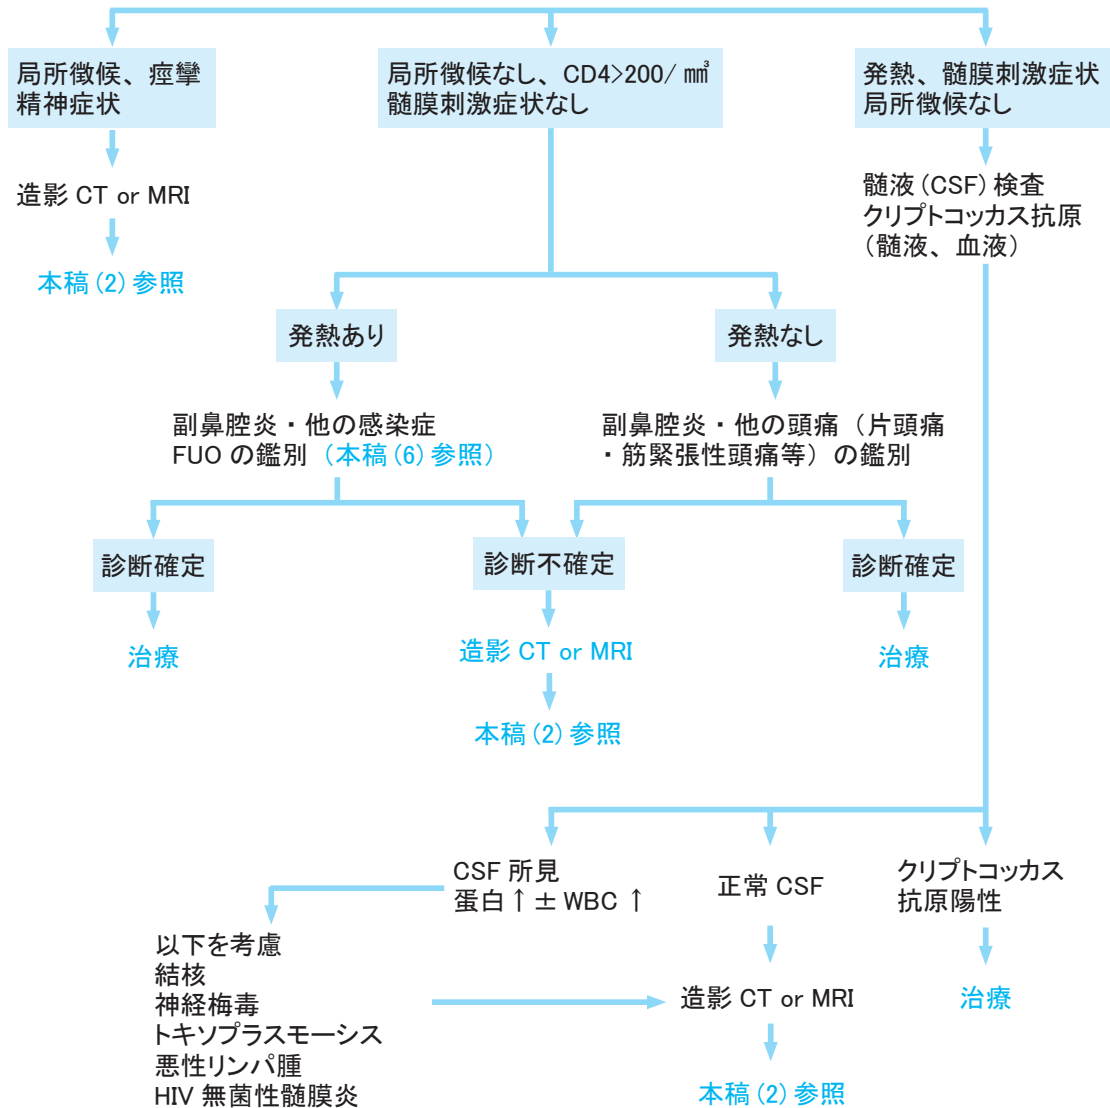 局所徴候、痙攣
精神症状
局所徴候なし、CD4>200/ ㎣
髄膜刺激症状なし
発熱、髄膜刺激症状
局所徴候なし
造影 CT or MRI
本稿(2)参照
髄液(CSF)検査
クリプトコッカス抗原
(髄液、血液)
発熱あり
発熱なし
副鼻腔炎・他の感染症
FUO の鑑別（本稿(6)参照）
副鼻腔炎・他の頭痛（片頭痛
・筋緊張性頭痛等）の鑑別
診断確定
診断不確定
診断確定
治療
造影 CT or MRI
治療
本稿(2)参照
CSF 所見
蛋白↑± WBC ↑
正常 CSF
クリプトコッカス
抗原陽性
以下を考慮
結核
神経梅毒
トキソプラスモーシス
悪性リンパ腫
HIV 無菌性髄膜炎
造影 CT or MRI
治療
本稿(2)参照